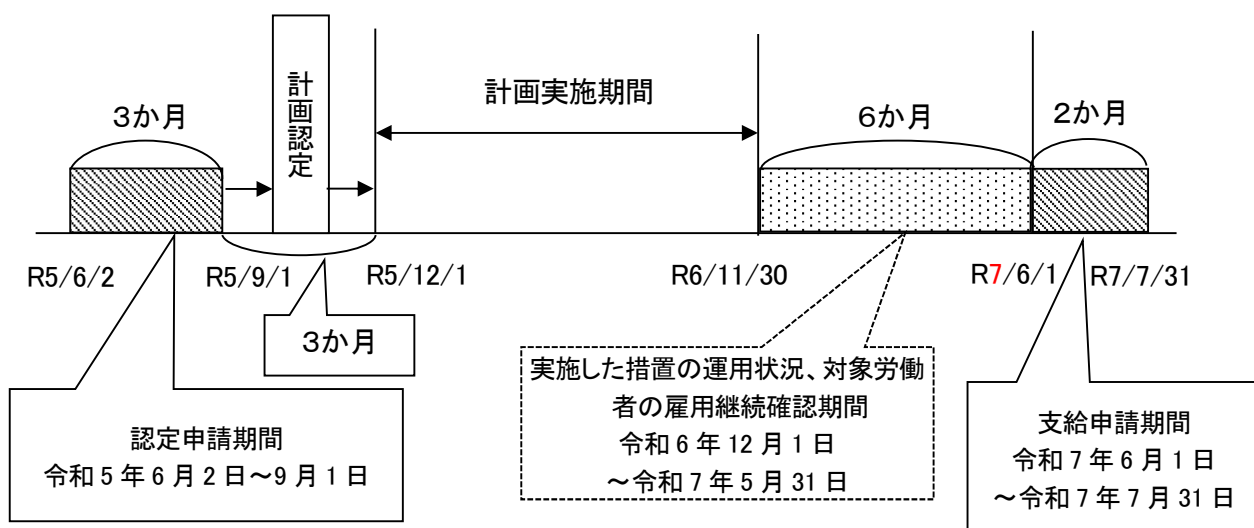 3か月
計画認定
計画実施期間
6か月
2か月
R5/6/2
R5/9/1
R5/12/1
R6/11/30
R7/6/1
R7/7/31
3か月
認定申請期間
令和5年6月2日～9月1日
実施した措置の運用状況、対象労働
者の雇用継続確認期間
令和6年12月1日
～令和7年5月31日
支給申請期間
令和7年6月1日
～令和7年7月31日